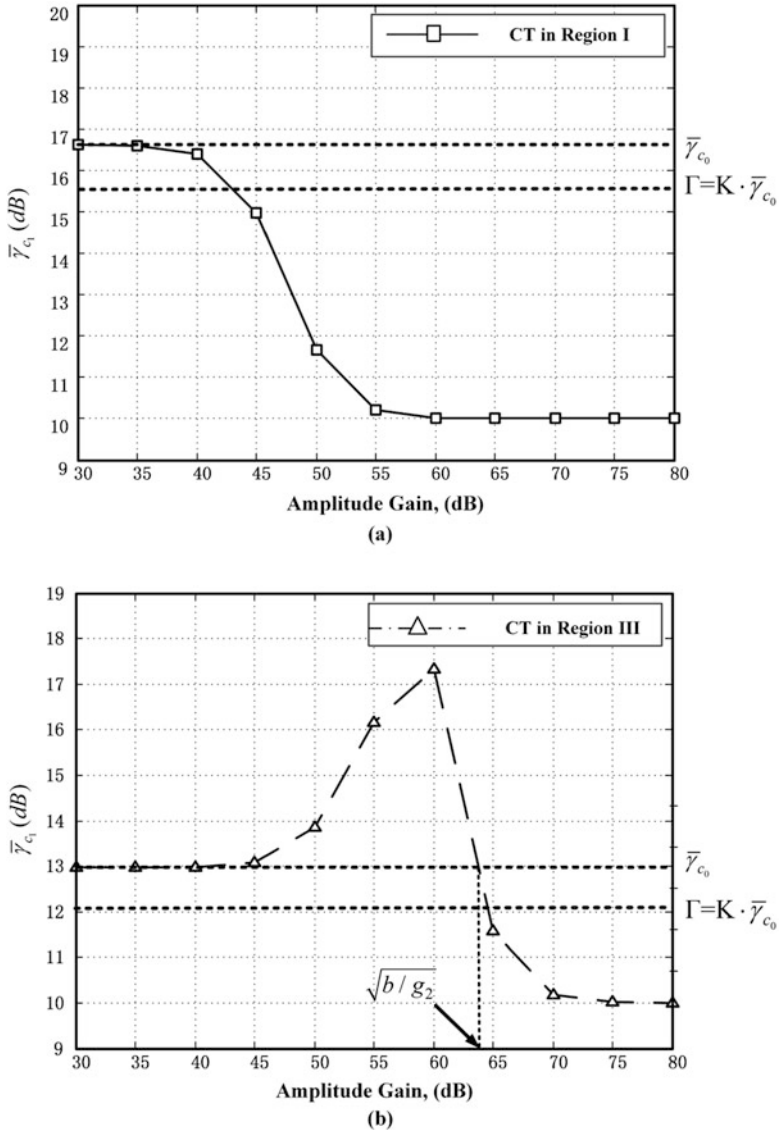 20
19
18
17
16
15
14
13
12
11
10
9
CT in Region I
γ̄c₁ (dB)
γ̄c₀
Γ=K·γ̄c₀
30 35 40 45 50 55 60 65 70 75 80
Amplitude Gain, (dB)
(a)
19
18
17
16
15
14
13
12
11
10
9
CT in Region III
γ̄c₁ (dB)
γ̄c₀
Γ=K·γ̄c₀
√b/g₂
30 35 40 45 50 55 60 65 70 75 80
Amplitude Gain, (dB)
(b)